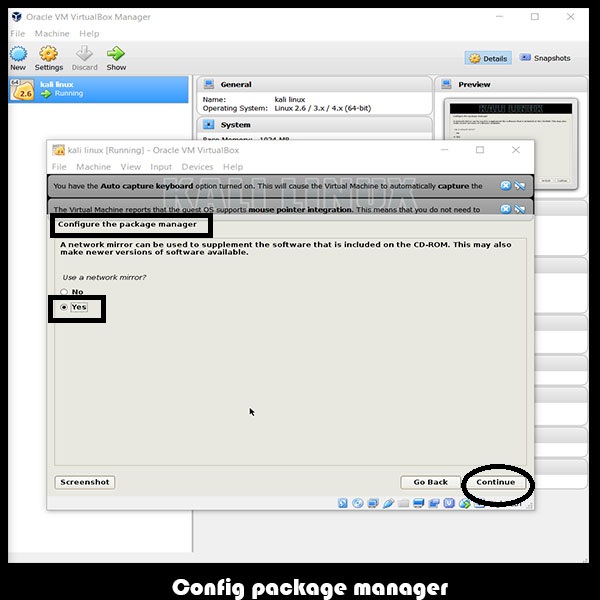 Oracle VM VirtualBox Manager
File Machine Help
New Settings Discard Show
Details Snapshots
64
2.6
kali linux
Running
General
Name: kali linux
Operating System: Linux 2.6 / 3.x / 4.x (64-bit)
System
Preview
kali linux [Running] - Oracle VM VirtualBox
File Machine View Input Devices Help
You have the Auto capture keyboard option turned on. This will cause the Virtual Machine to automatically capture the
KALI LINUX
The Virtual Machine reports that the guest OS supports mouse pointer integration. This means that you do not need to
Configure the package manager
A network mirror can be used to supplement the software that is included on the CD-ROM. This may also
make newer versions of software available.
Use a network mirror?
No
Yes
Screenshot Go Back Continue
Config package manager